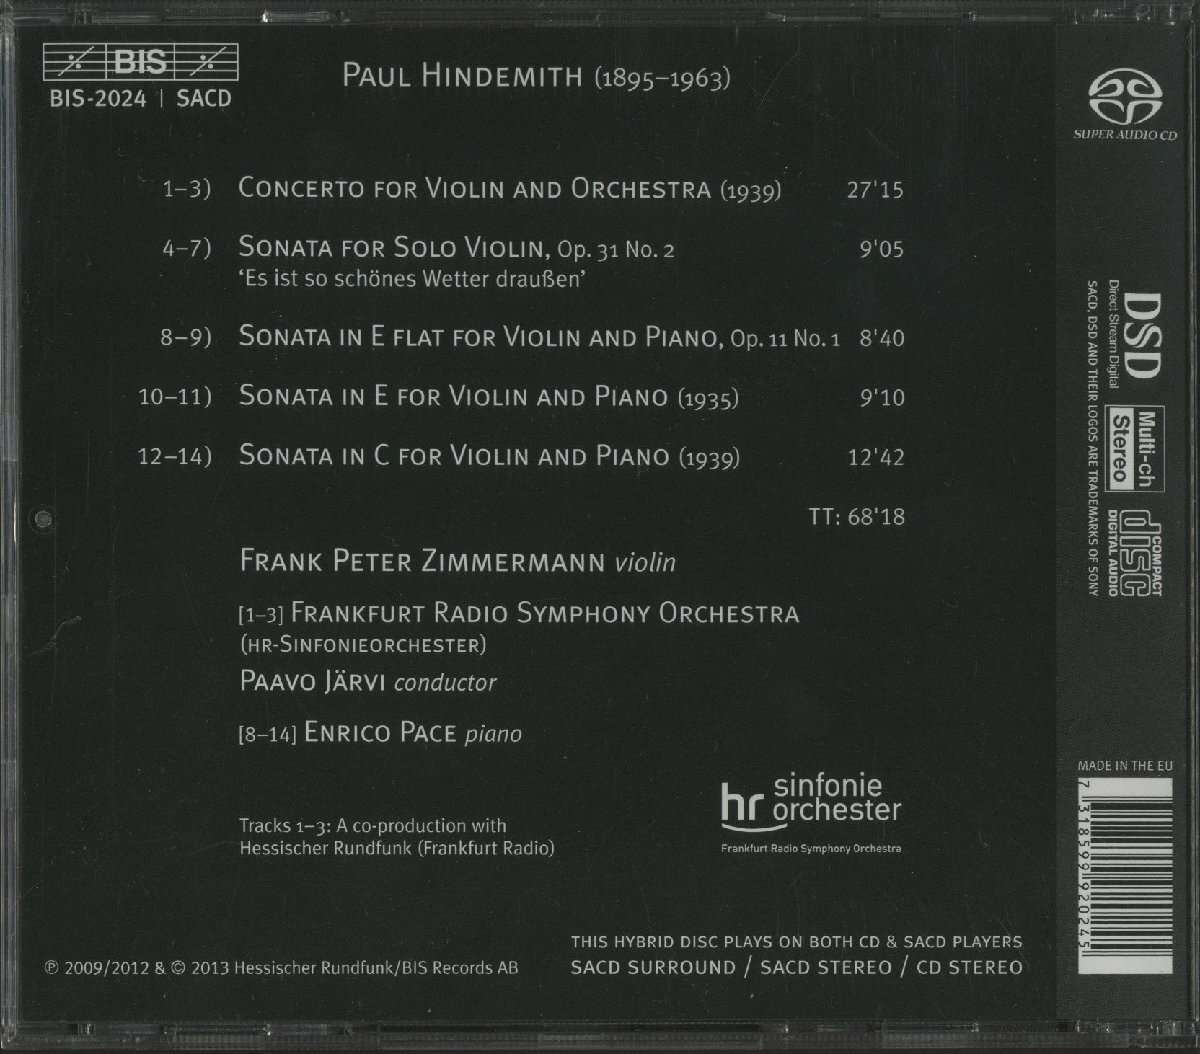 BIS
BIS-2024 | SACD
PAUL HINDEMITH (1895–1963)
1–3) CONCERTO FOR VIOLIN AND ORCHESTRA (1939) 27'15
4–7) SONATA FOR SOLO VIOLIN, Op. 31 No. 2 9'05
‘Es ist so schönes Wetter draußen’
8–9) SONATA IN E FLAT FOR VIOLIN AND PIANO, Op. 11 No. 1 8'40
10–11) SONATA IN E FOR VIOLIN AND PIANO (1935) 9'10
12–14) SONATA IN C FOR VIOLIN AND PIANO (1939) 12'42
TT: 68'18
FRANK PETER ZIMMERMANN violin
[1–3] FRANKFURT RADIO SYMPHONY ORCHESTRA
(HR-SINFONIEORCHESTER)
PAAVO JÄRVI conductor
[8–14] ENRICO PACE piano
Tracks 1–3: A co-production with
Hessischer Rundfunk (Frankfurt Radio)
hr sinfonie
orchester
Frankfurt Radio Symphony Orchestra
THIS HYBRID DISC PLAYS ON BOTH CD & SACD PLAYERS
SACD SURROUND / SACD STEREO / CD STEREO
℗ 2009/2012 & © 2013 Hessischer Rundfunk/BIS Records AB
SUPER AUDIO CD
DSD
Direct Stream Digital
SACD, DSD AND THEIR LOGOS ARE TRADEMARKS OF SONY
Multi-ch
Stereo
COMPACT
disc
DIGITAL AUDIO
MADE IN THE EU
7 318599 920245